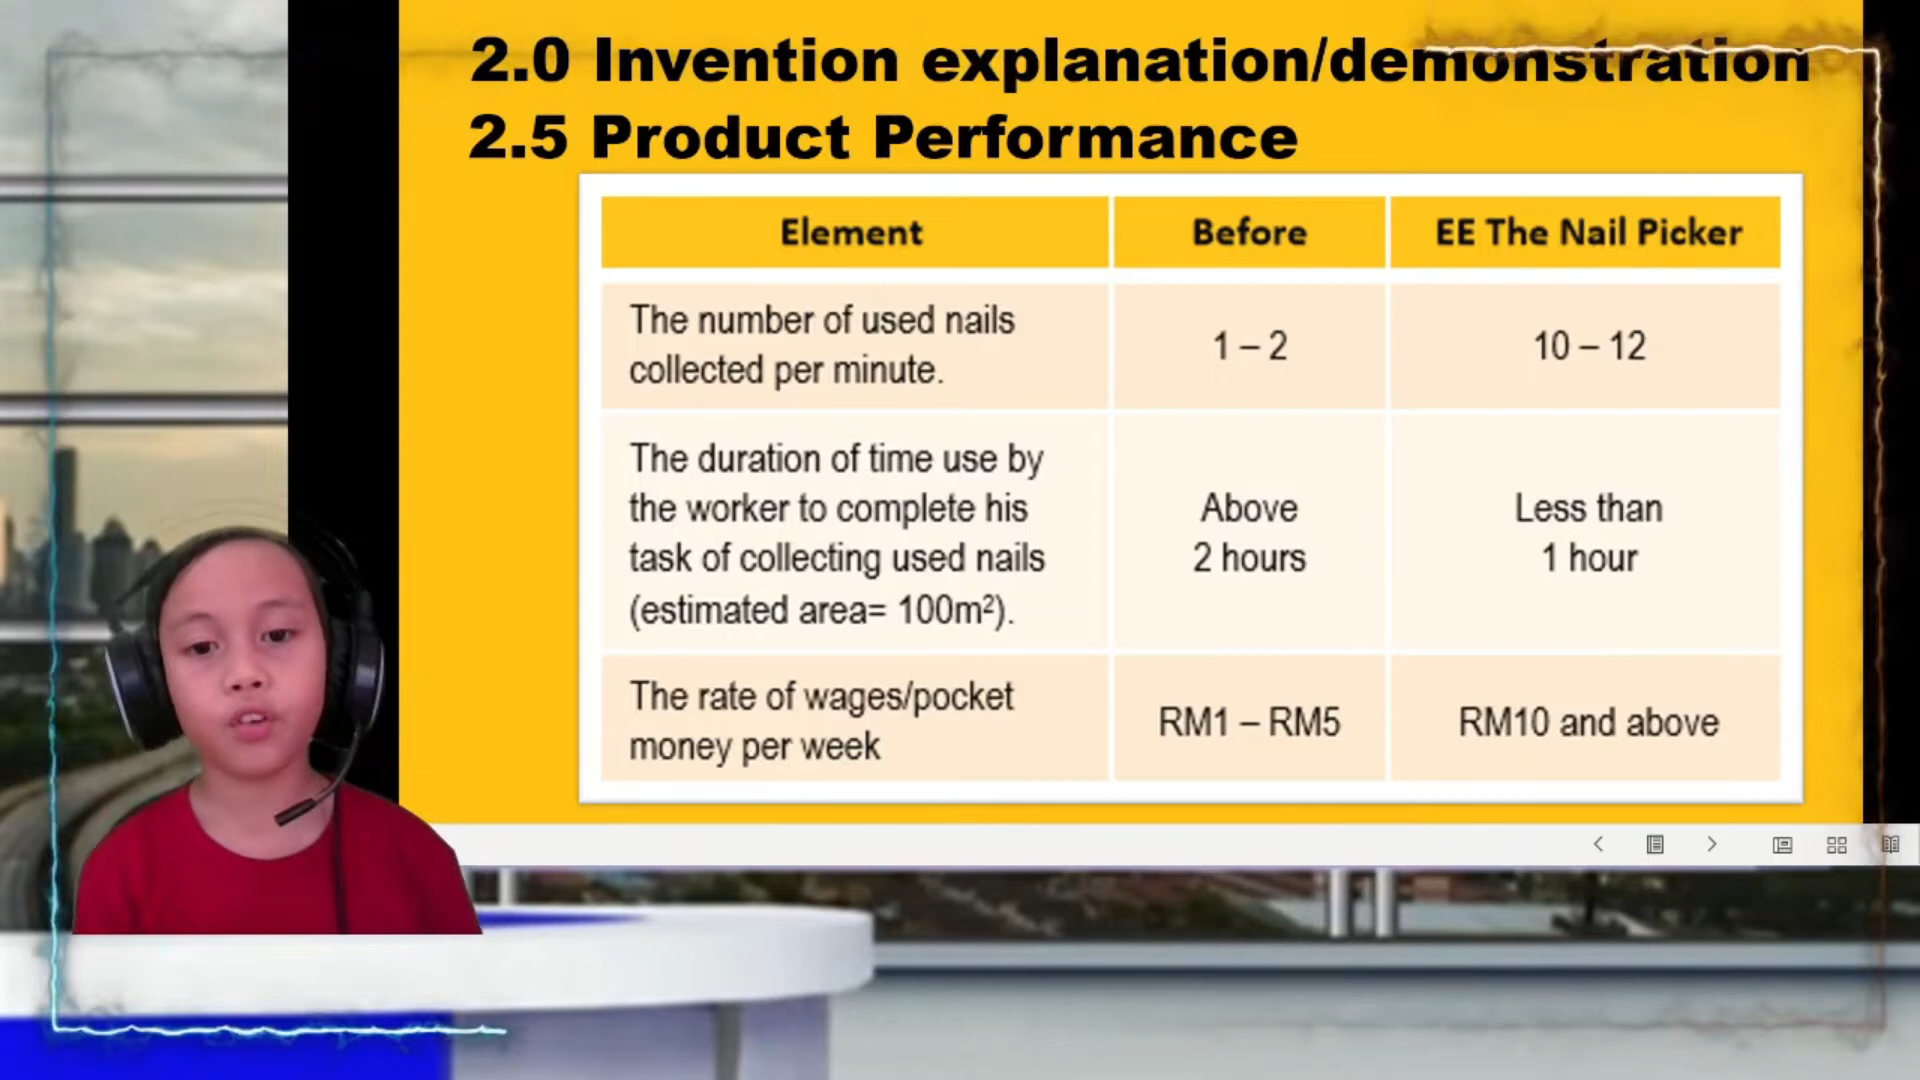 2.0 Invention explanation/demonstration
2.5 Product Performance
Element
Before
EE The Nail Picker
The number of used nails
collected per minute.
1 – 2
10 – 12
The duration of time use by
the worker to complete his
task of collecting used nails
(estimated area= 100m²).
Above
2 hours
Less than
1 hour
The rate of wages/pocket
money per week
RM1 – RM5
RM10 and above